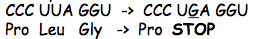 CCC UUA GGU -> CCC UGA GGU
Pro Leu Gly -> Pro STOP